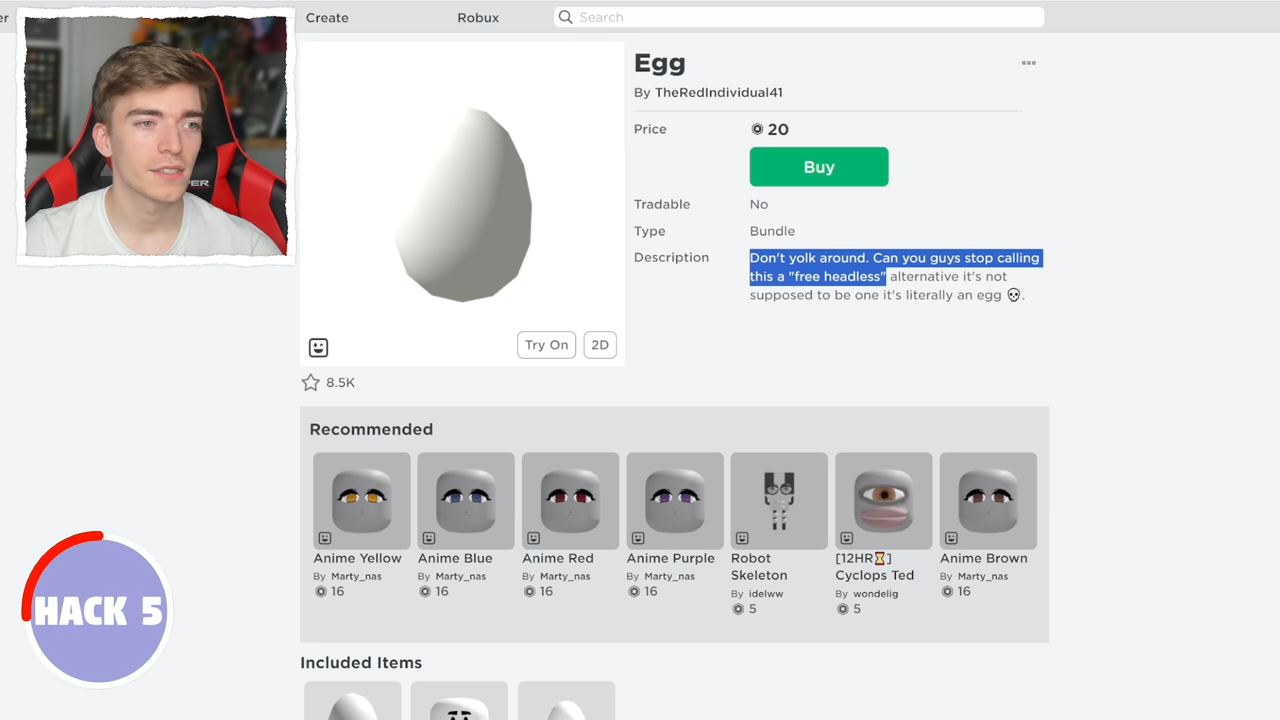 er
Create
Robux
Search
PER
Egg
By TheRedIndividual41
Price
20
Buy
Tradable
No
Type
Bundle
Description
Don't yolk around. Can you guys stop calling
this a "free headless" alternative it's not
supposed to be one it's literally an egg 💀.
Try On
2D
8.5K
Recommended
Anime Yellow
By Marty_nas
16
Anime Blue
By Marty_nas
16
Anime Red
By Marty_nas
16
Anime Purple
By Marty_nas
16
Robot
Skeleton
By idelww
5
[12HR⏳]
Cyclops Ted
By wondelig
5
Anime Brown
By Marty_nas
16
HACK 5
Included Items